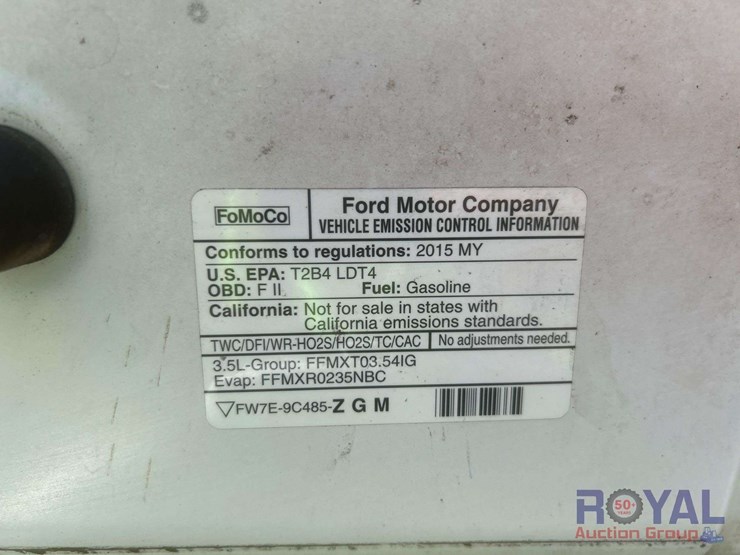 FoMoCo
Ford Motor Company
VEHICLE EMISSION CONTROL INFORMATION
Conforms to regulations: 2015 MY
U.S. EPA: T2B4 LDT4
OBD: F II Fuel: Gasoline
California: Not for sale in states with
California emissions standards.
TWC/DFI/WR-HO2S/HO2S/TC/CAC No adjustments needed.
3.5L-Group: FFMXT03.54IG
Evap: FFMXR0235NBC
▽FW7E-9C485-Z G M
ROYAL
50+
YEARS
Auction Group